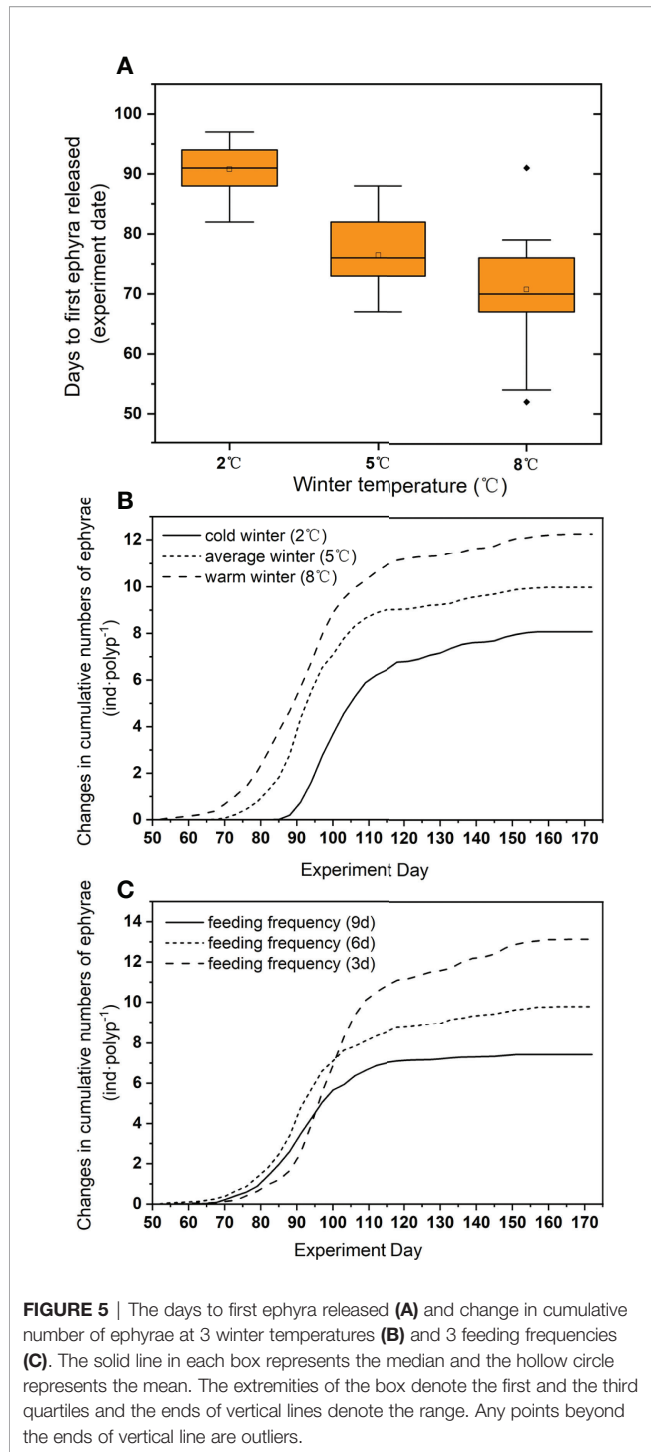 A
100
90
80
70
60
50
Days to first ephyra released
(experiment date)
2℃
5℃
8℃
Winter temperature (℃)
B
cold winter (2℃)
average winter (5℃)
warm winter (8℃)
12
10
8
6
4
2
0
Changes in cumulative numbers of ephyrae
(ind·polyp⁻¹)
50 60 70 80 90 100 110 120 130 140 150 160 170
Experiment Day
C
feeding frequency (9d)
feeding frequency (6d)
feeding frequency (3d)
14
12
10
8
6
4
2
0
Changes in cumulative numbers of ephyrae
(ind·polyp⁻¹)
50 60 70 80 90 100 110 120 130 140 150 160 170
Experiment Day
FIGURE 5 | The days to first ephyra released (A) and change in cumulative
number of ephyrae at 3 winter temperatures (B) and 3 feeding frequencies
(C). The solid line in each box represents the median and the hollow circle
represents the mean. The extremities of the box denote the first and the third
quartiles and the ends of vertical lines denote the range. Any points beyond
the ends of vertical line are outliers.